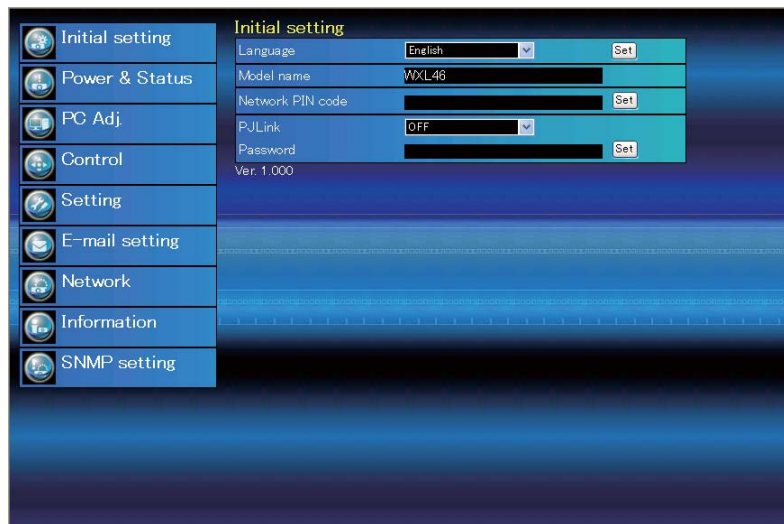 Initial setting
Power & Status
PC Adj.
Control
Setting
E-mail setting
Network
Information
SNMP setting
Initial setting
Language English Set
Model name WXL46
Network PIN code Set
PJLink OFF
Password Set
Ver. 1.000